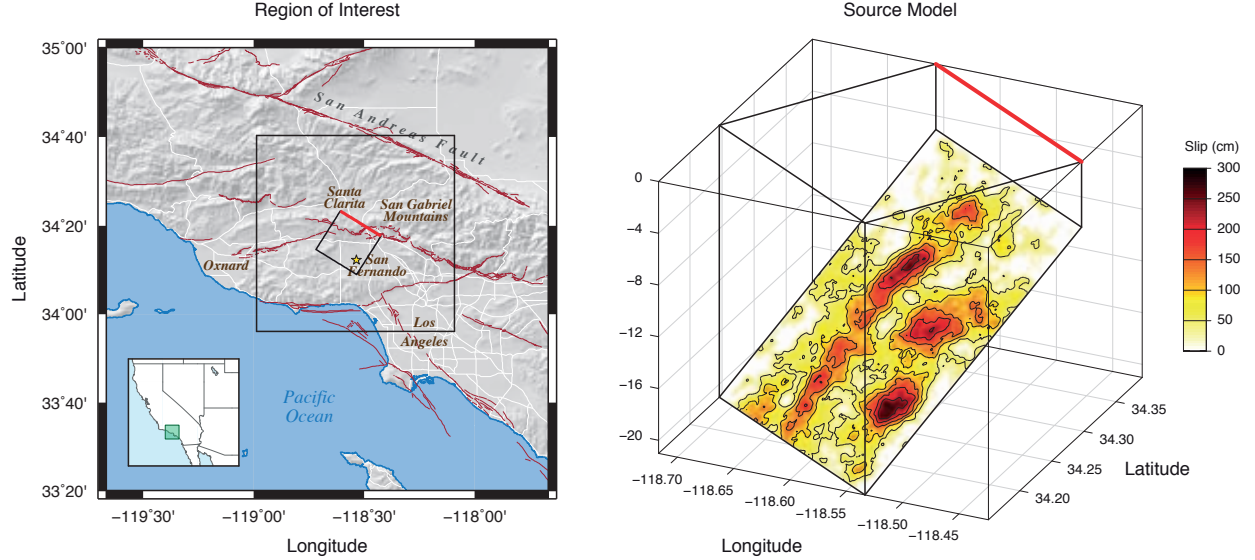 Region of Interest
35°00'
34°40'
34°20'
34°00'
33°40'
33°20'
Latitude
−119°30'
−119°00'
−118°30'
−118°00'
Longitude
San Andreas Fault
Santa
Clarita
San Gabriel
Mountains
Oxnard
San
Fernando
Los
Angeles
Pacific
Ocean
Source Model
0
−4
−8
−12
−16
−20
−118.70
−118.65
−118.60
−118.55
−118.50
−118.45
Longitude
34.20
34.25
34.30
34.35
Latitude
Slip (cm)
300
250
200
150
100
50
0